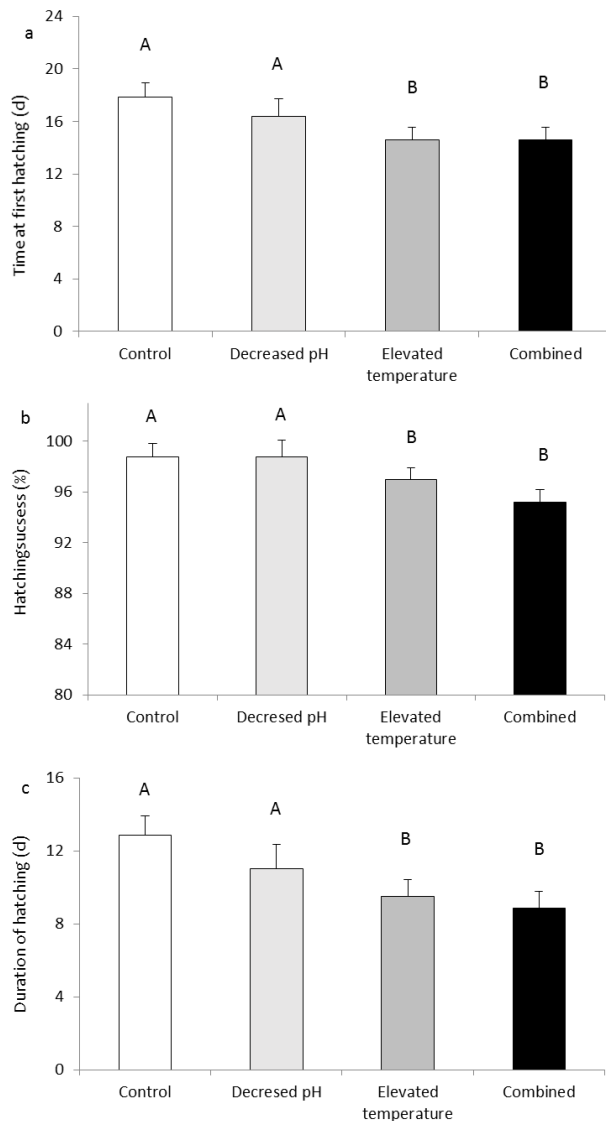 a
Time at first hatching (d)
24
20
16
12
8
4
0
A
A
B
B
Control
Decreased pH
Elevated
temperature
Combined
b
Hatchingsucsess (%)
100
96
92
88
84
80
A
A
B
B
Control
Decresed pH
Elevated
temperature
Combined
c
Duration of hatching (d)
16
12
8
4
0
A
A
B
B
Control
Decresed pH
Elevated
temperature
Combined